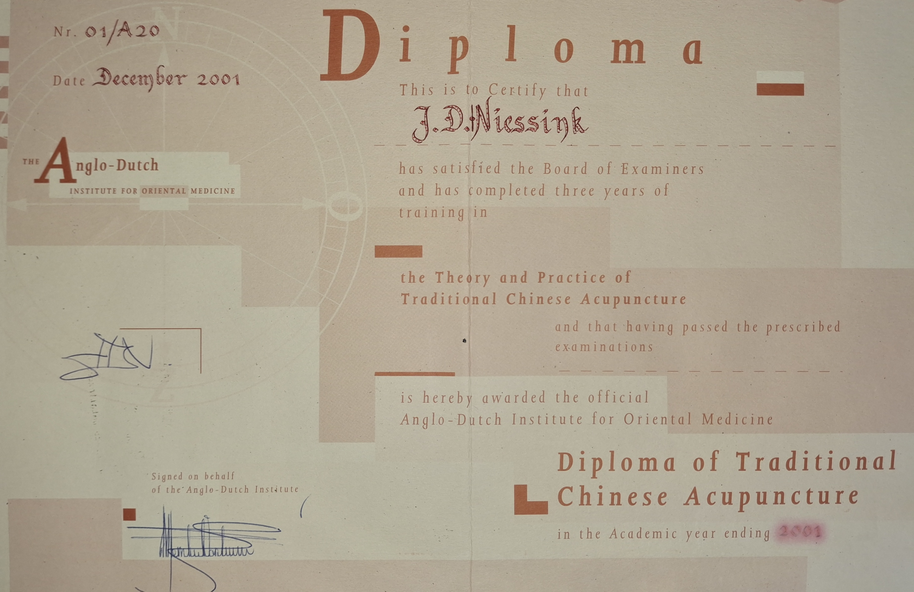 Nr. 01/A20
Date December 2001
THE Anglo-Dutch
INSTITUTE FOR ORIENTAL MEDICINE
Diploma
This is to Certify that
J.D. Niessink
has satisfied the Board of Examiners
and has completed three years of
training in
the Theory and Practice of
Traditional Chinese Acupuncture
and that having passed the prescribed
examinations
is hereby awarded the official
Anglo-Dutch Institute for Oriental Medicine
Diploma of Traditional
Chinese Acupuncture
in the Academic year ending 2001
Signed on behalf
of the Anglo-Dutch Institute